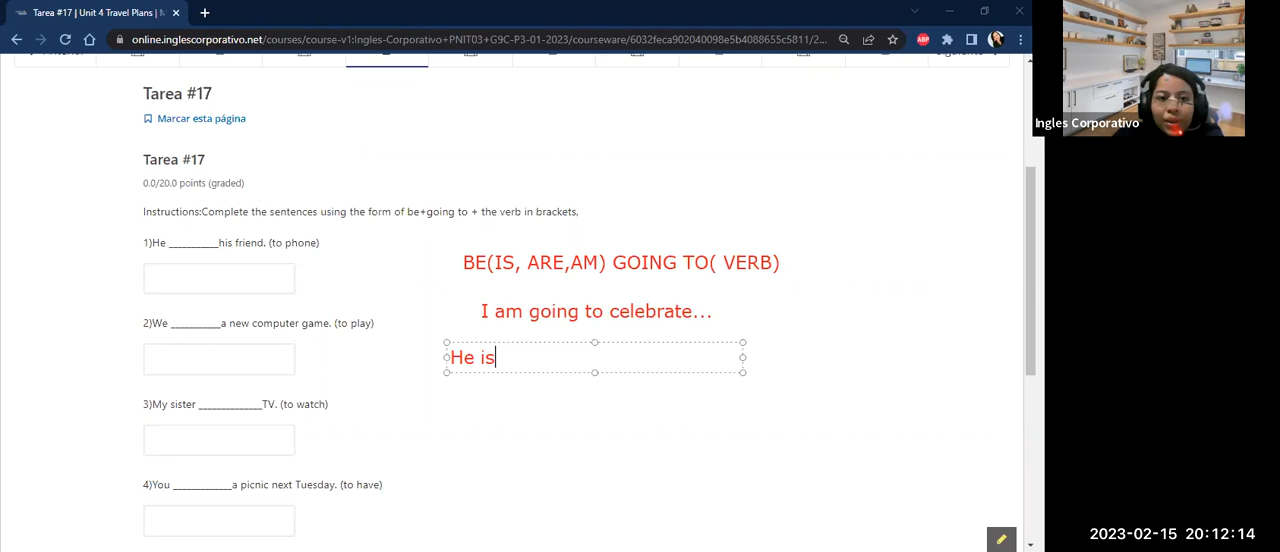 Tarea #17 | Unit 4 Travel Plans |
online.inglescorporativo.net/courses/course-v1:Ingles-Corporativo+PNIT03+G9C-P3-01-2023/courseware/6032feca902040098e5b4088655c5811/2...
Tarea #17
Marcar esta página
Ingles Corporativo
Tarea #17
0.0/20.0 points (graded)
Instructions:Complete the sentences using the form of be+going to + the verb in brackets,
1)He ___________his friend. (to phone)
BE(IS, ARE,AM) GOING TO( VERB)
I am going to celebrate...
2)We ___________a new computer game. (to play)
He is
3)My sister ______________TV. (to watch)
4)You _____________a picnic next Tuesday. (to have)
ABP
2023-02-15 20:12:14